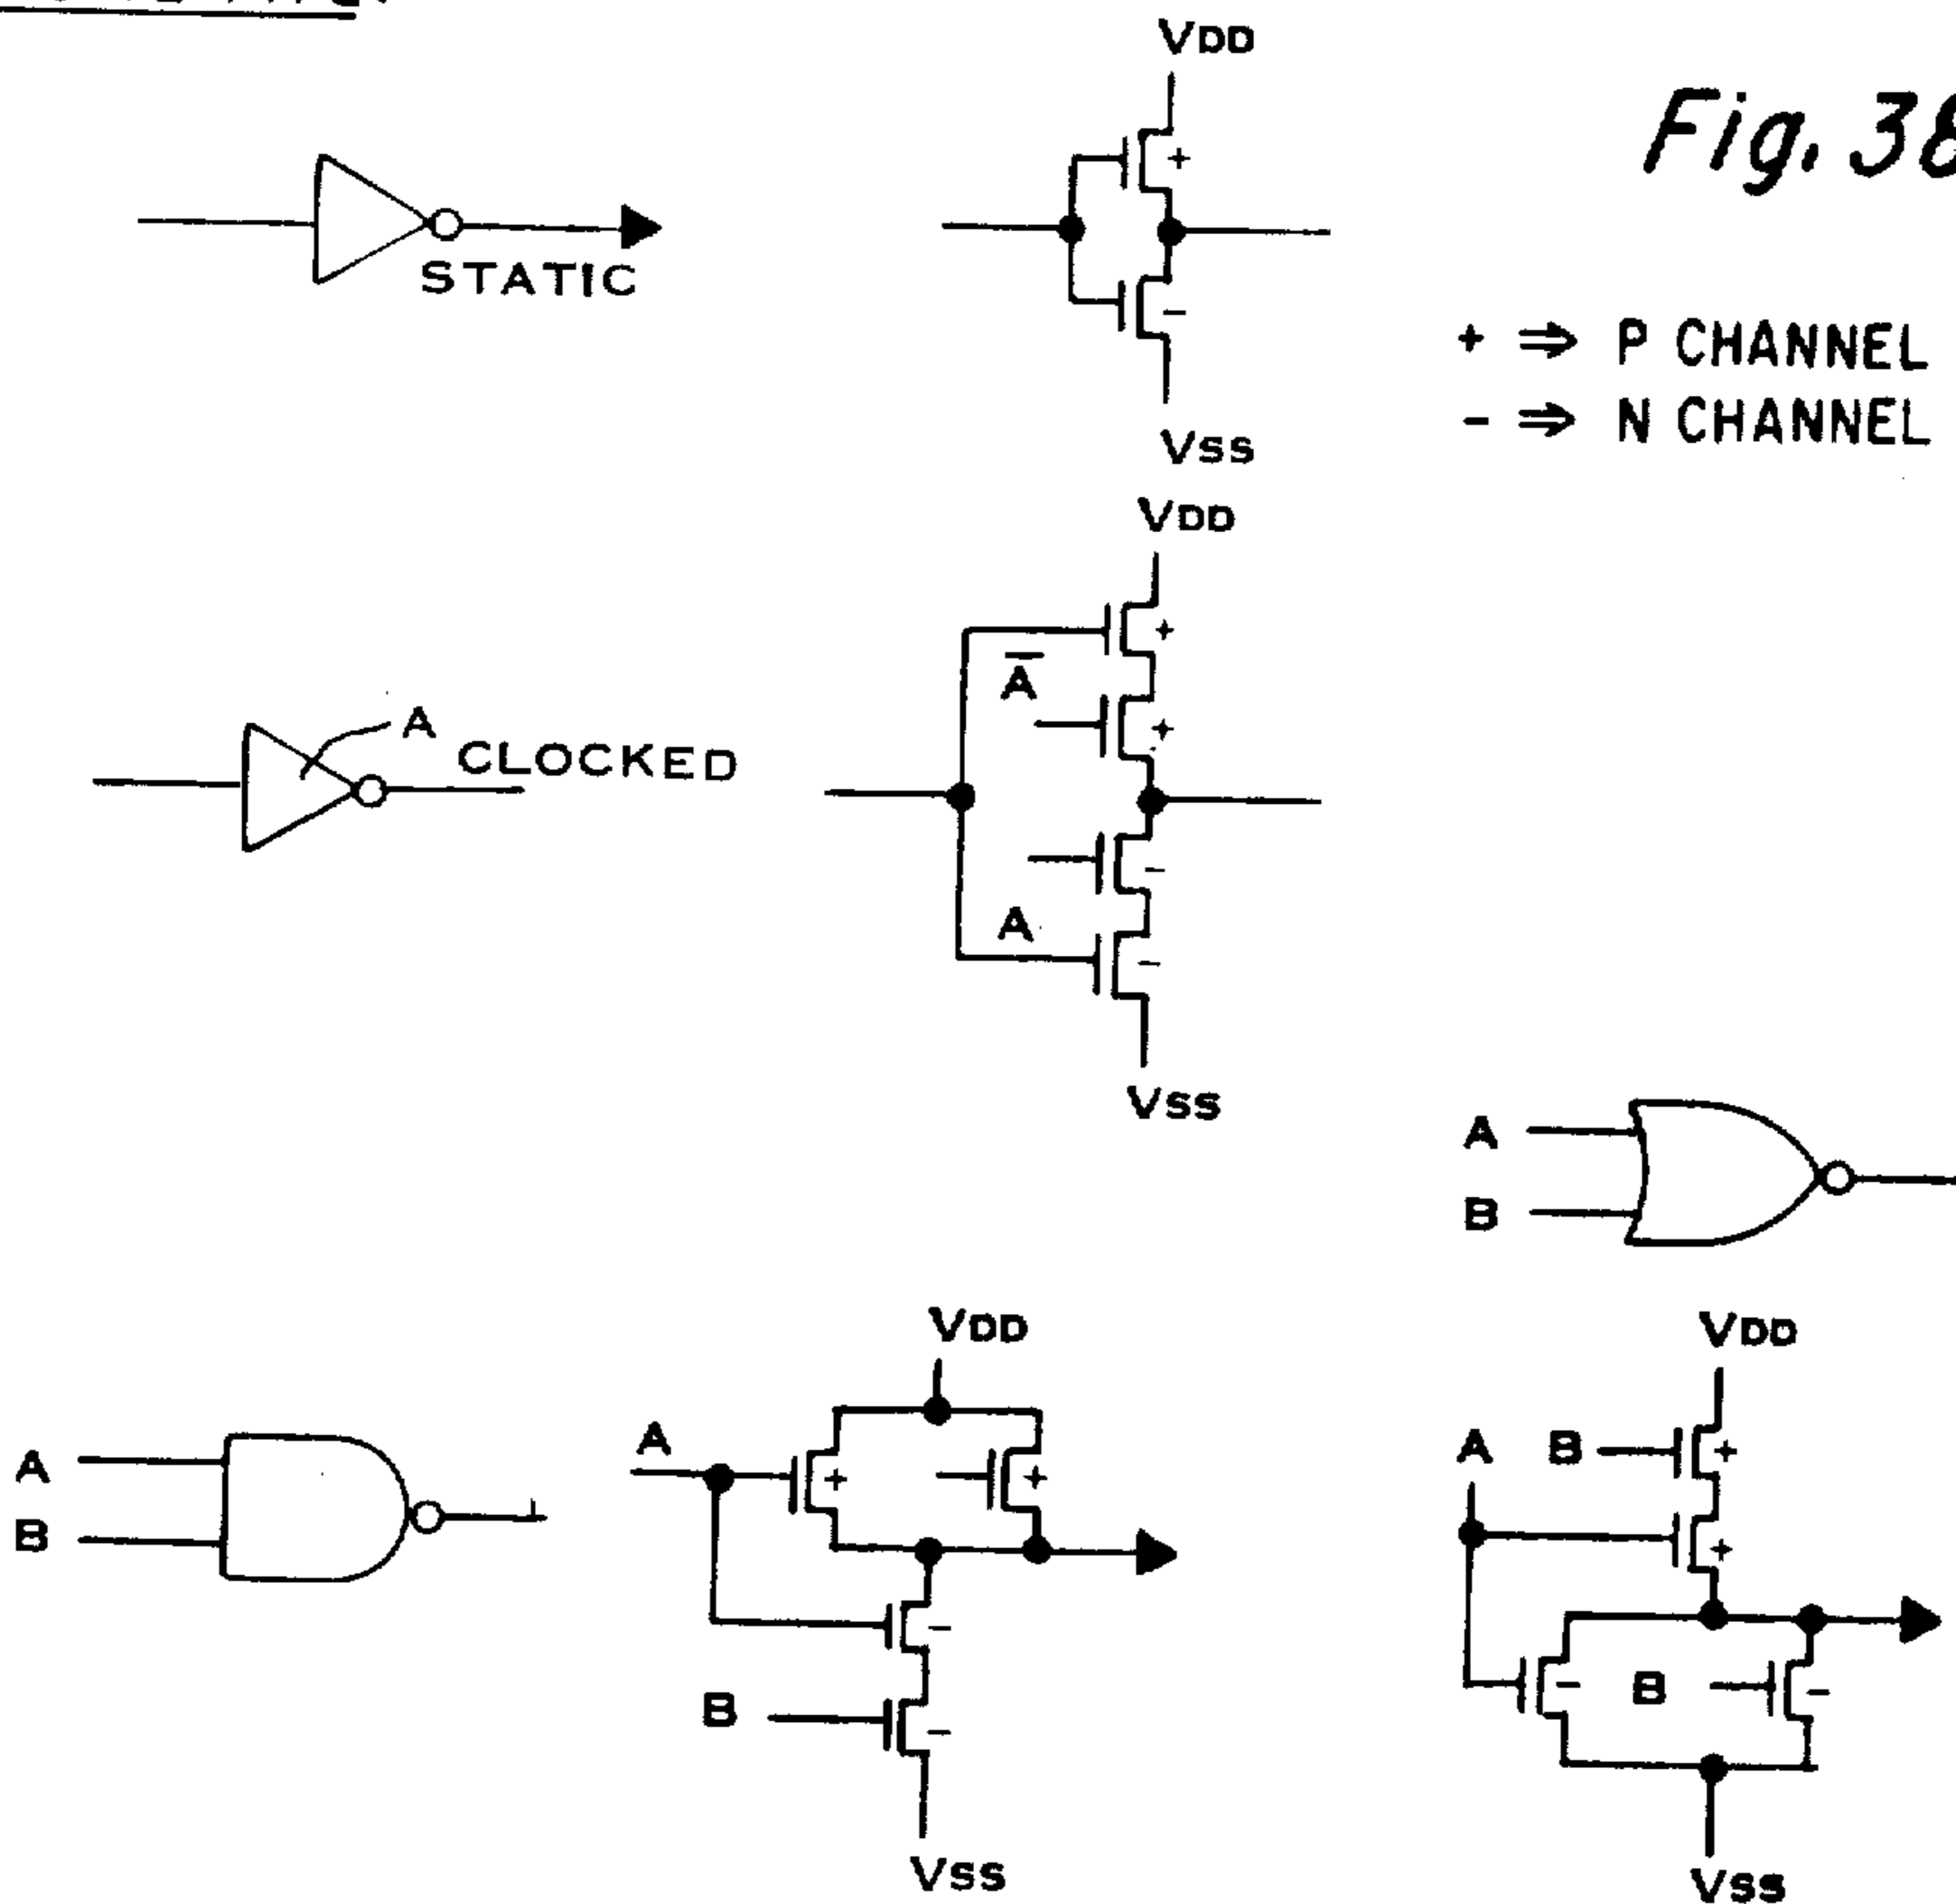 VDD
Fig. 38
STATIC
+
-
+ ⇒ P CHANNEL
- ⇒ N CHANNEL
VSS
VDD
+
A̅
+
A
CLOCKED
-
A
-
VSS
A
B
VDD
VDD
A
B
A
+
+
A
B
+
+
-
B
-
-
B
-
VSS
VSS